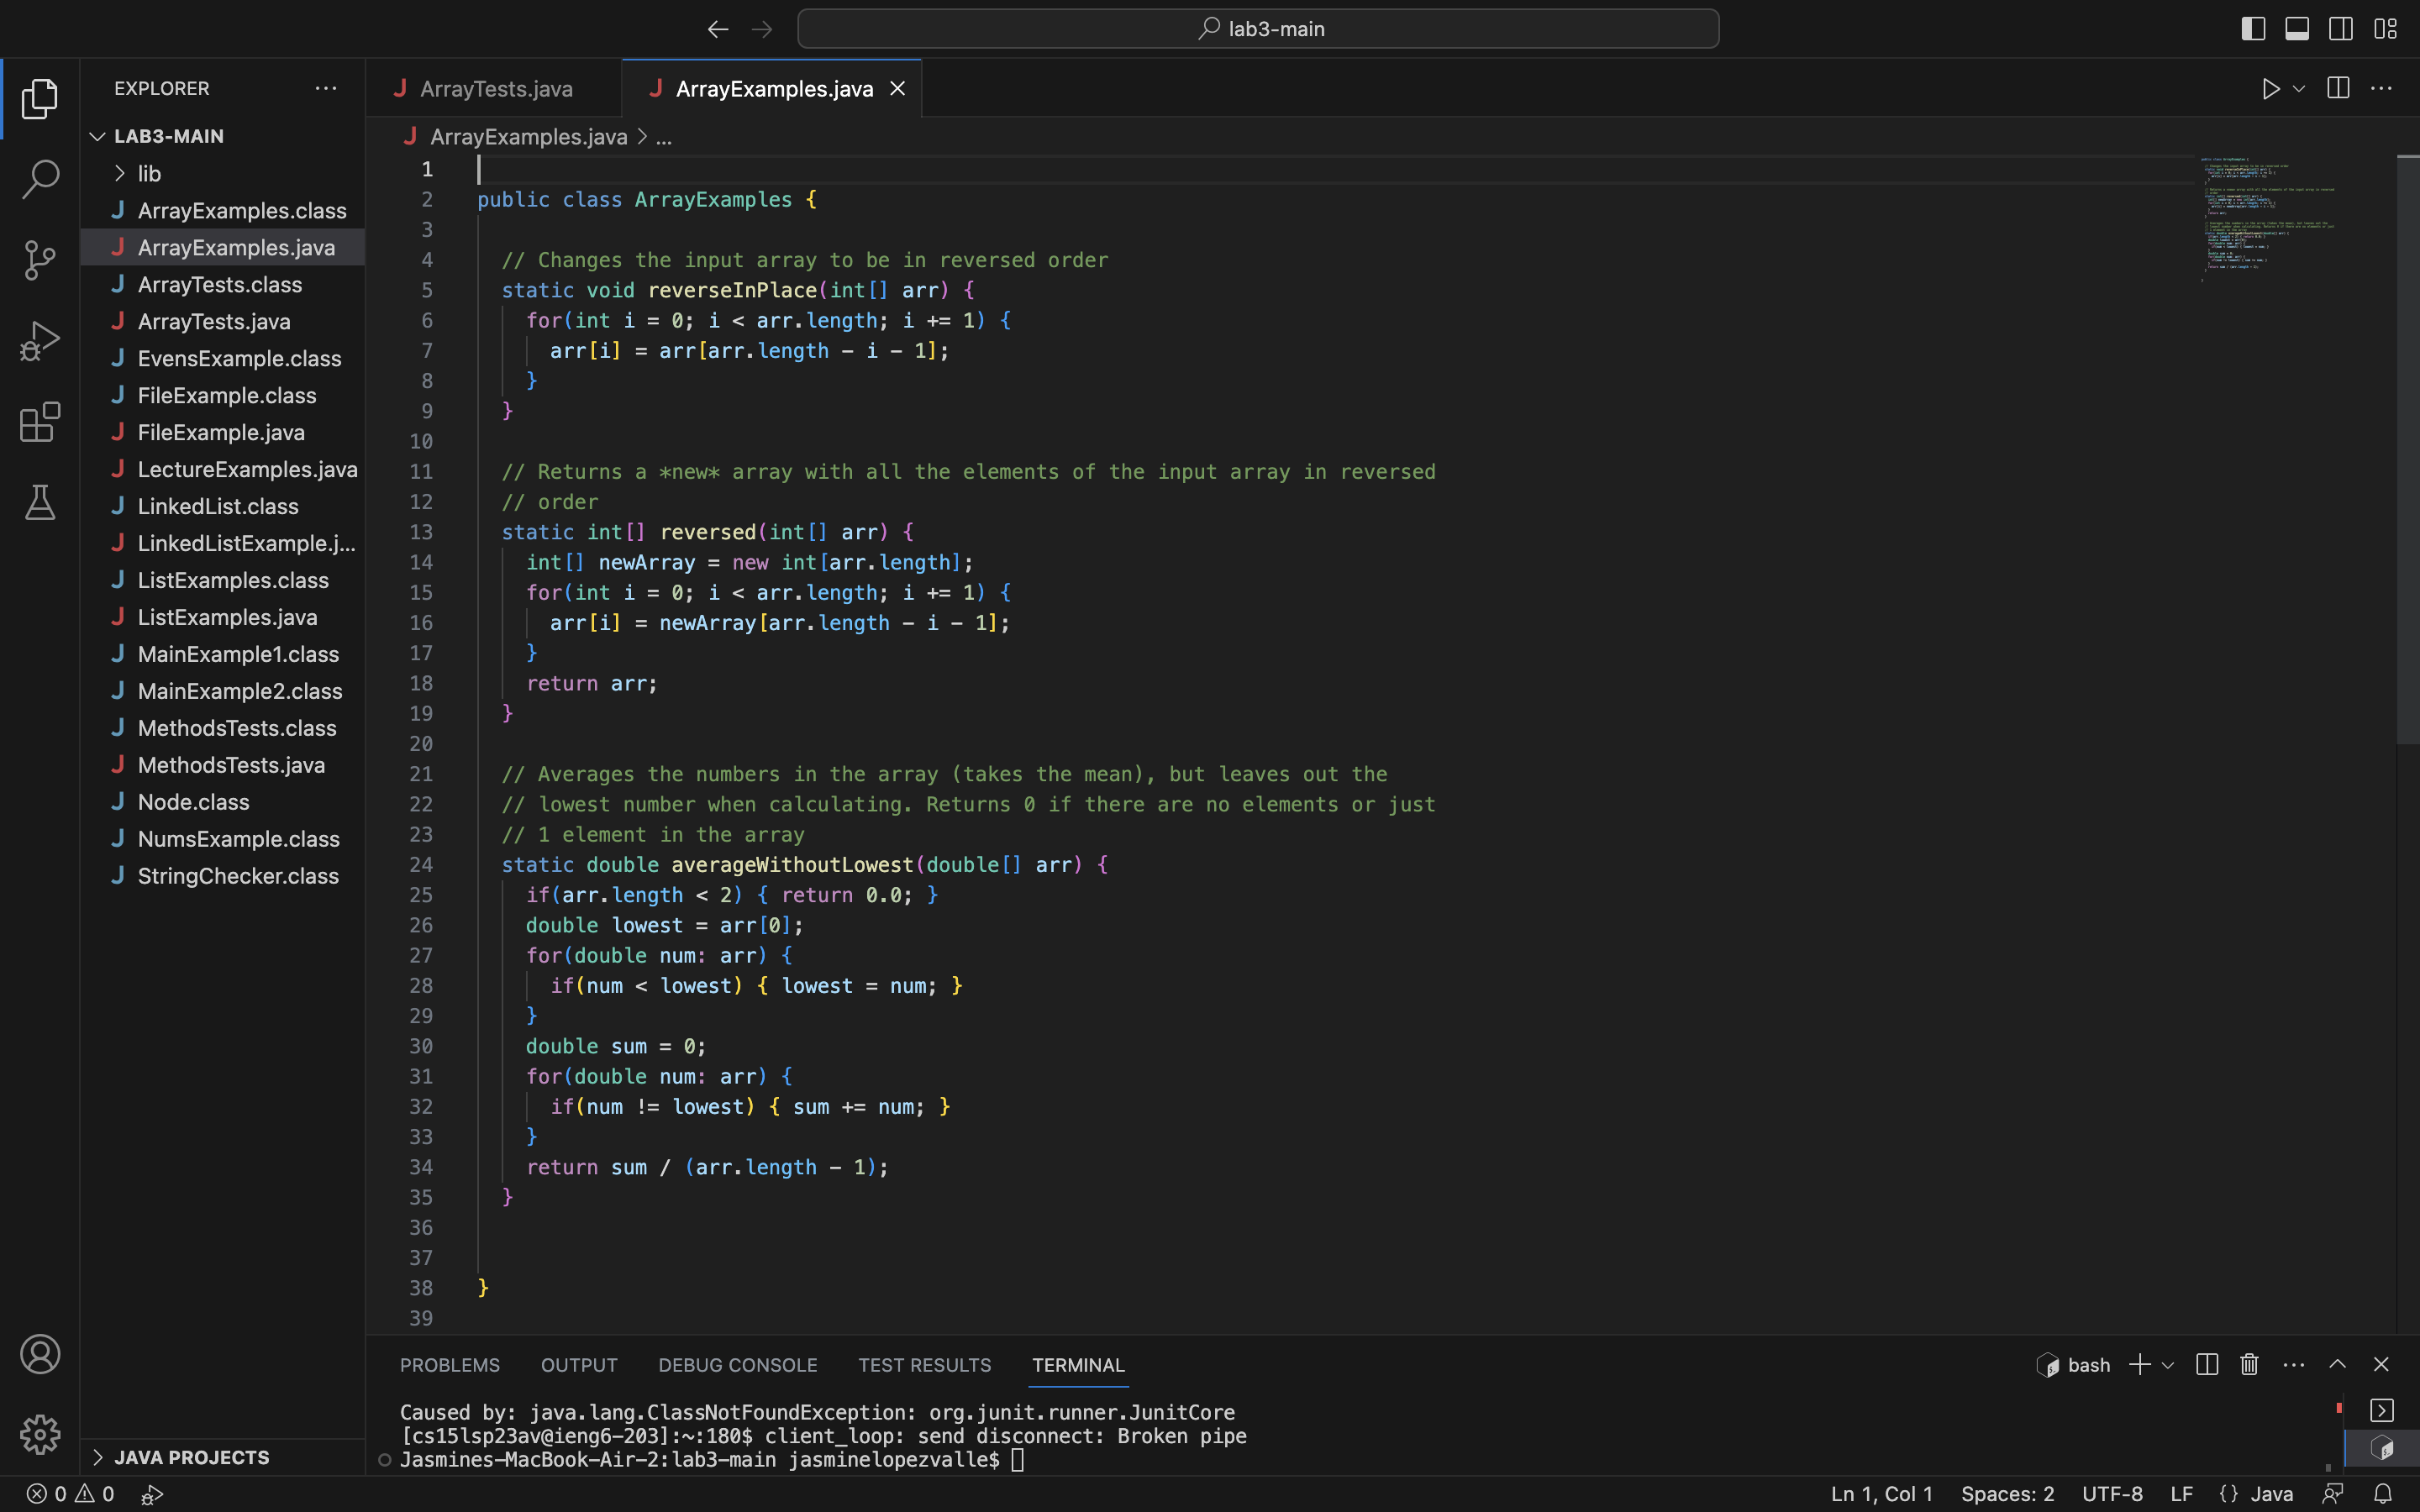 lab3-main
EXPLORER
ArrayTests.java
ArrayExamples.java
LAB3-MAIN
lib
ArrayExamples.class
ArrayExamples.java
ArrayTests.class
ArrayTests.java
EvensExample.class
FileExample.class
FileExample.java
LectureExamples.java
LinkedList.class
LinkedListExample.j...
ListExamples.class
ListExamples.java
MainExample1.class
MainExample2.class
MethodsTests.class
MethodsTests.java
Node.class
NumsExample.class
StringChecker.class
JAVA PROJECTS
ArrayExamples.java > ...
1
2 public class ArrayExamples {
3
4 // Changes the input array to be in reversed order
5 static void reverseInPlace(int[] arr) {
6 for(int i = 0; i < arr.length; i += 1) {
7 arr[i] = arr[arr.length - i - 1];
8 }
9 }
10
11 // Returns a *new* array with all the elements of the input array in reversed
12 // order
13 static int[] reversed(int[] arr) {
14 int[] newArray = new int[arr.length];
15 for(int i = 0; i < arr.length; i += 1) {
16 arr[i] = newArray[arr.length - i - 1];
17 }
18 return arr;
19 }
20
21 // Averages the numbers in the array (takes the mean), but leaves out the
22 // lowest number when calculating. Returns 0 if there are no elements or just
23 // 1 element in the array
24 static double averageWithoutLowest(double[] arr) {
25 if(arr.length < 2) { return 0.0; }
26 double lowest = arr[0];
27 for(double num: arr) {
28 if(num < lowest) { lowest = num; }
29 }
30 double sum = 0;
31 for(double num: arr) {
32 if(num != lowest) { sum += num; }
33 }
34 return sum / (arr.length - 1);
35 }
36
37
38 }
39
PROBLEMS OUTPUT DEBUG CONSOLE TEST RESULTS TERMINAL
bash
Caused by: java.lang.ClassNotFoundException: org.junit.runner.JunitCore
[cs15lsp23av@ieng6-203]:~:180$ client_loop: send disconnect: Broken pipe
Jasmines-MacBook-Air-2:lab3-main jasminelopezvalle$
0 0
Ln 1, Col 1 Spaces: 2 UTF-8 LF {} Java